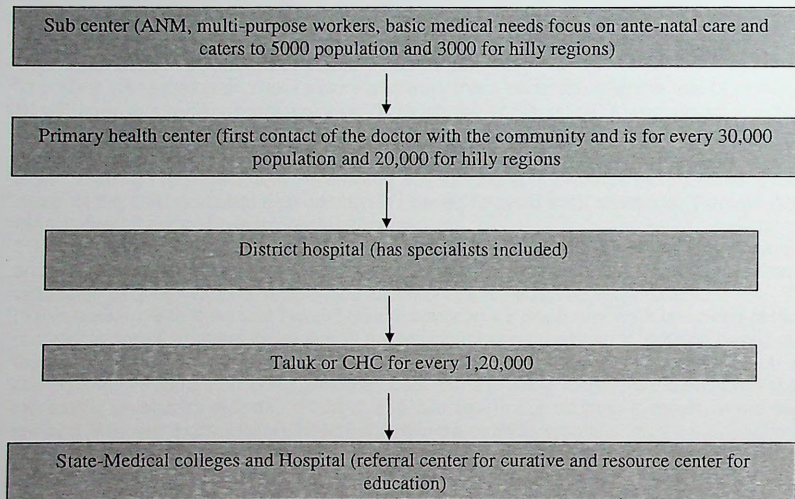 Sub center (ANM, multi-purpose workers, basic medical needs focus on ante-natal care and
caters to 5000 population and 3000 for hilly regions)
Primary health center (first contact of the doctor with the community and is for every 30,000
population and 20,000 for hilly regions
District hospital (has specialists included)
Taluk or CHC for every 1,20,000
State-Medical colleges and Hospital (referral center for curative and resource center for
education)